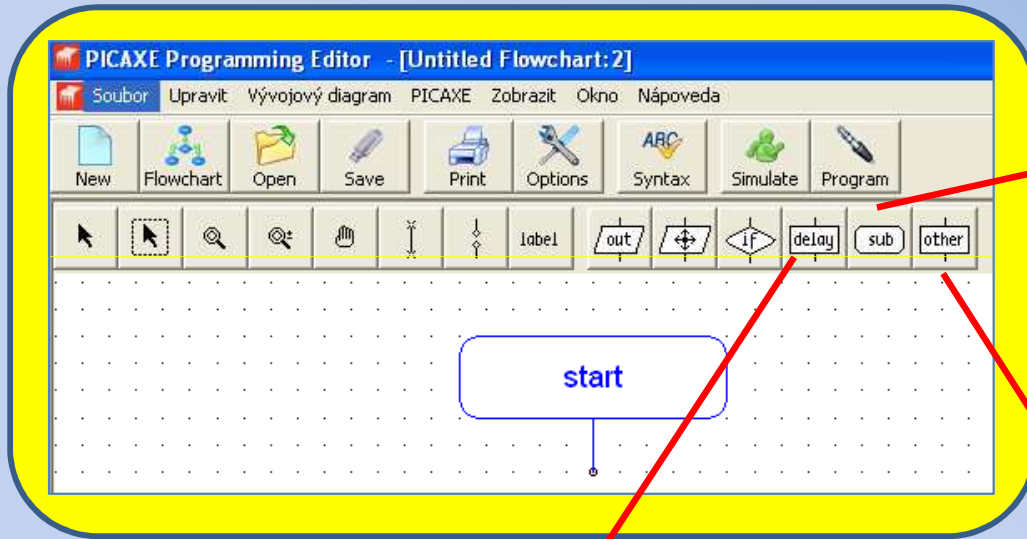 PICAXE Programming Editor - [Untitled Flowchart:2]
Soubor Upravit Vývojový diagram PICAXE Zobrazit Okno Nápoveda
ABC
New Flowchart Open Save Print Options Syntax Simulate Program
label out if delay sub other
start